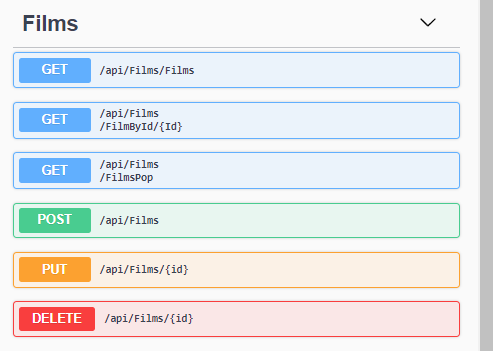 Films
GET /api/Films/Films
GET /api/Films
/FilmById/{Id}
GET /api/Films
/FilmsPop
POST /api/Films
PUT /api/Films/{id}
DELETE /api/Films/{id}